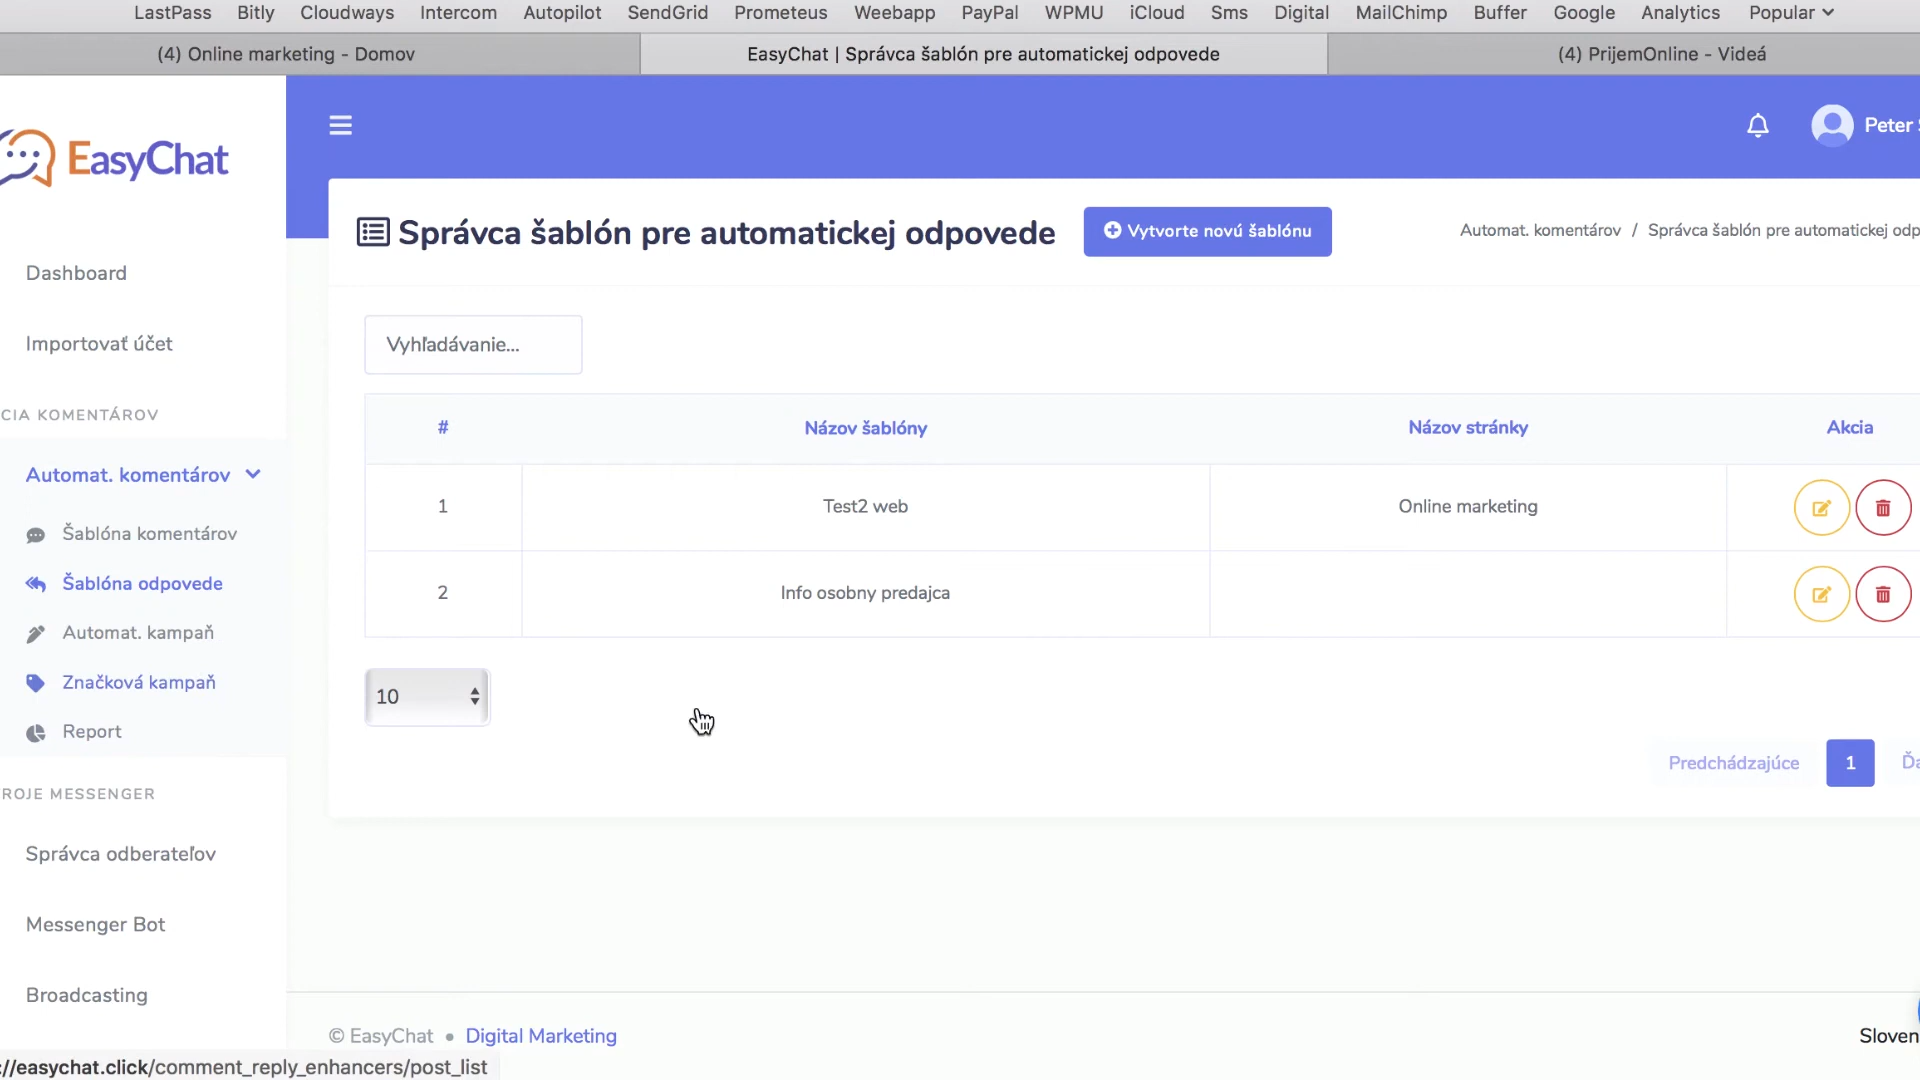 LastPass Bitly Cloudways Intercom Autopilot SendGrid Prometeus Weebapp PayPal WPMU iCloud Sms Digital MailChimp Buffer Google Analytics Popular
(4) Online marketing - Domov
EasyChat | Správca šablón pre automatickej odpovede
(4) PrijemOnline - Videá
EasyChat
Peter
Správca šablón pre automatickej odpovede
Vytvorte novú šablónu
Automat. komentárov / Správca šablón pre automatickej odp
Dashboard
Importovať účet
CIA KOMENTÁROV
Automat. komentárov
Šablóna komentárov
Šablóna odpovede
Automat. kampaň
Značková kampaň
Report
ROJE MESSENGER
Správca odberateľov
Messenger Bot
Broadcasting
Vyhľadávanie...
# Názov šablóny Názov stránky Akcia
1 Test2 web Online marketing
2 Info osobny predajca
10
Predchádzajúce 1 Ďa
© EasyChat • Digital Marketing
Sloven
://easychat.click/comment_reply_enhancers/post_list